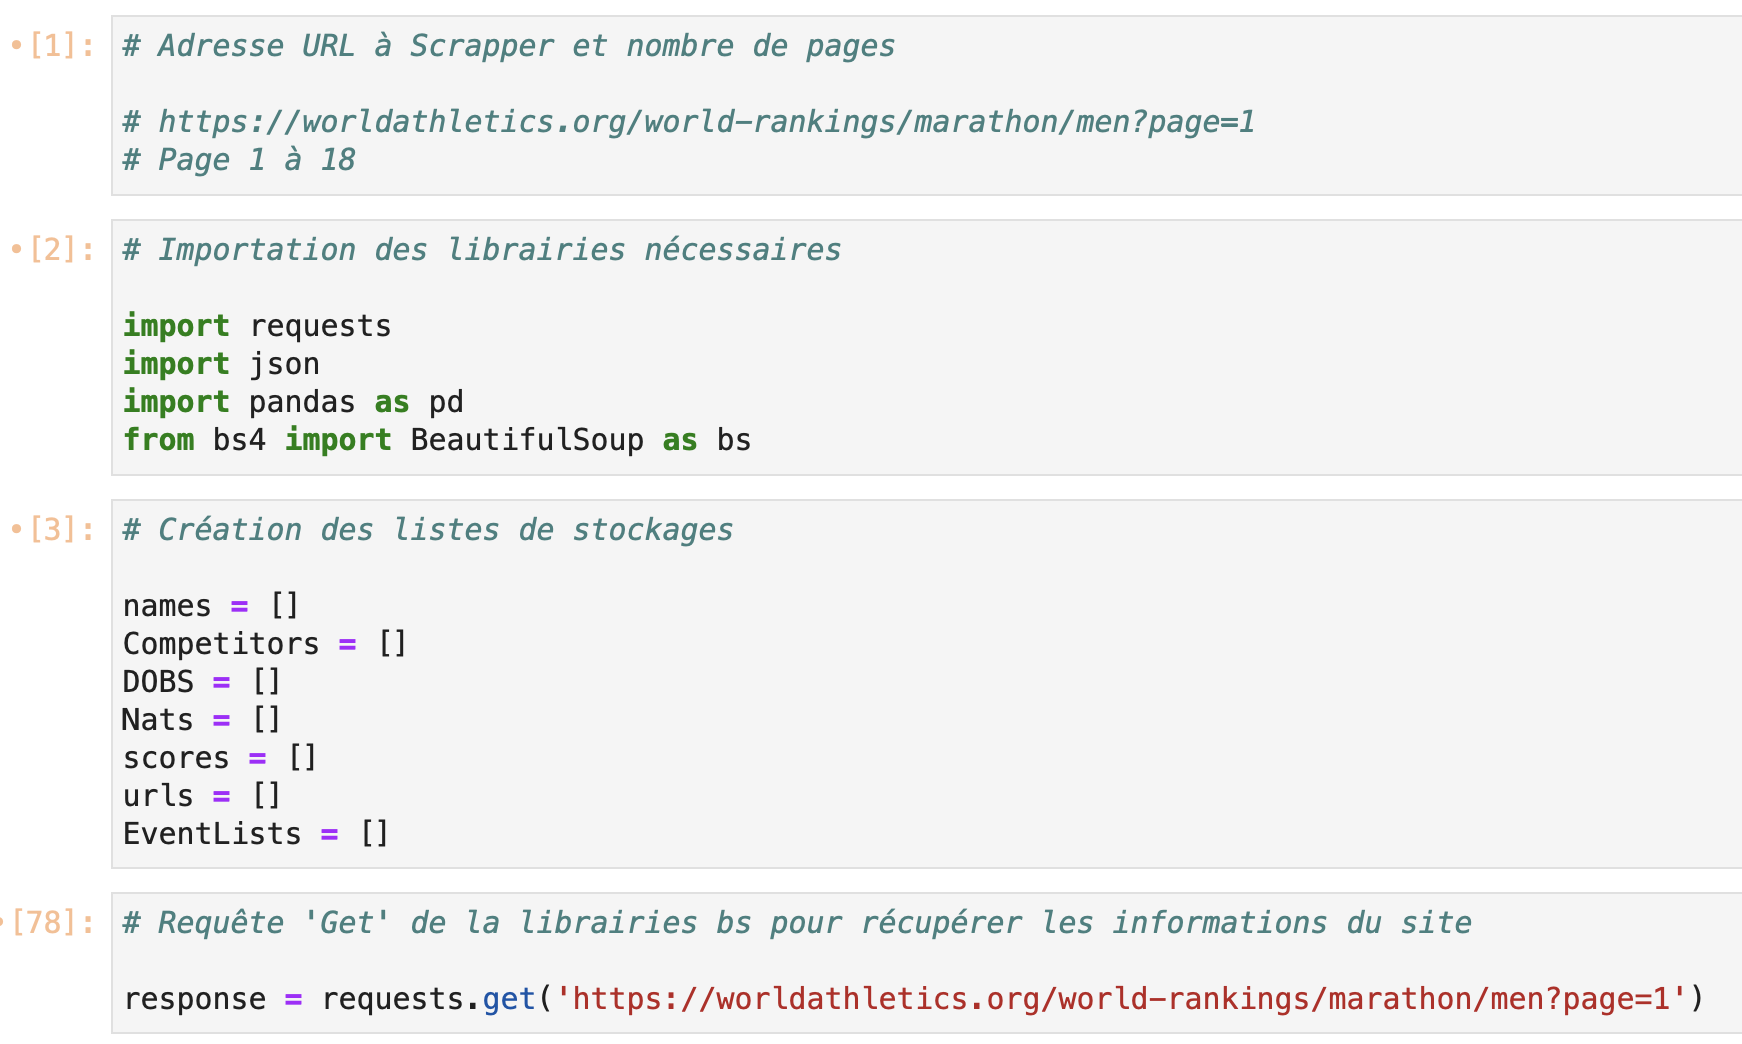 [1]: # Adresse URL à Scrapper et nombre de pages
# https://worldathletics.org/world-rankings/marathon/men?page=1
# Page 1 à 18
[2]: # Importation des librairies nécessaires
import requests
import json
import pandas as pd
from bs4 import BeautifulSoup as bs
[3]: # Création des listes de stockages
names = []
Competitors = []
DOBS = []
Nats = []
scores = []
urls = []
EventLists = []
[78]: # Requête 'Get' de la librairies bs pour récupérer les informations du site
response = requests.get('https://worldathletics.org/world-rankings/marathon/men?page=1')